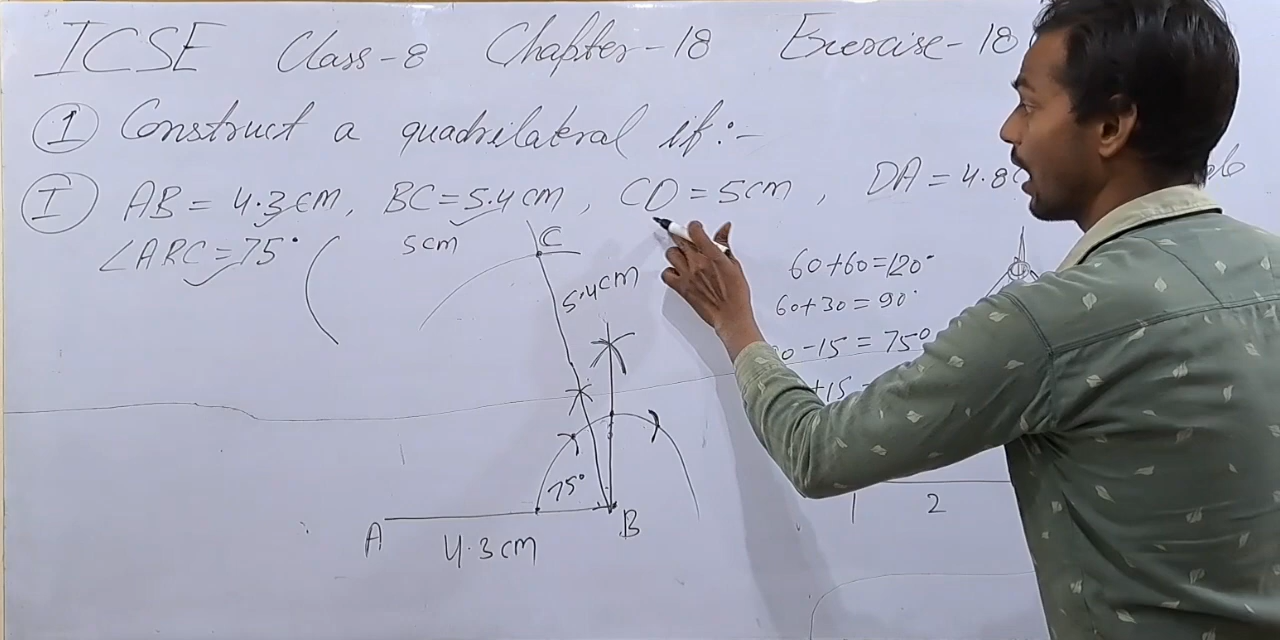 ICSE Class-8 Chapter-18 Exercise-18
① Construct a quadrilateral if:-
Ⓘ AB = 4.3cm, BC = 5.4cm, CD = 5cm, DA = 4.8
∠ABC = 75°
5cm
C
5.4cm
60+60=120°
60+30=90°
-15=75°
+15
75°
A
B
4.3cm
1 2